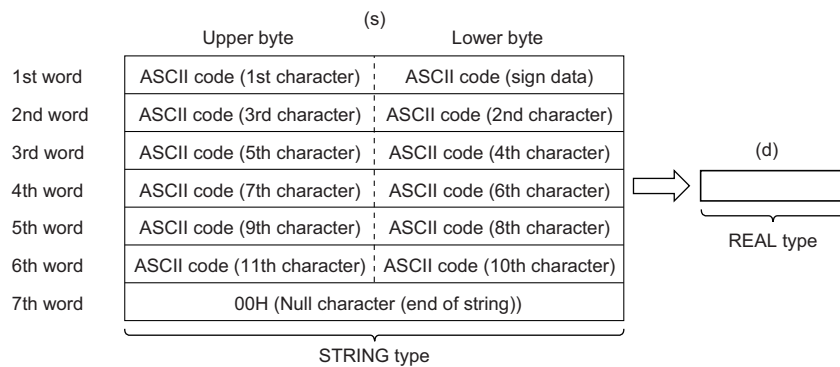 (s)
Upper byte Lower byte
1st word ASCII code (1st character) ASCII code (sign data)
2nd word ASCII code (3rd character) ASCII code (2nd character)
3rd word ASCII code (5th character) ASCII code (4th character)
(d)
4th word ASCII code (7th character) ASCII code (6th character)
5th word ASCII code (9th character) ASCII code (8th character)
REAL type
6th word ASCII code (11th character) ASCII code (10th character)
7th word 00H (Null character (end of string))
STRING type